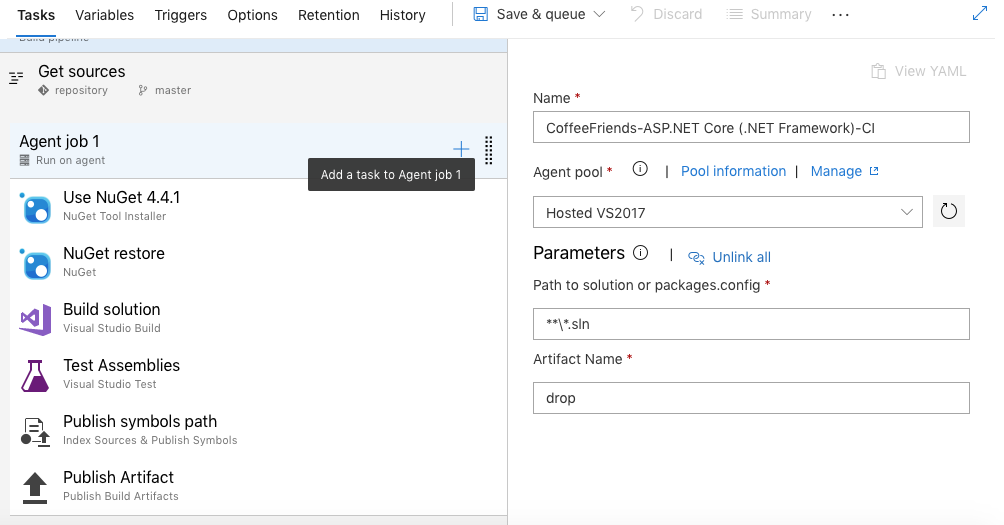 Tasks Variables Triggers Options Retention History Save & queue Discard Summary ...
Build pipeline
Get sources
repository master
Agent job 1
Run on agent
Add a task to Agent job 1
Use NuGet 4.4.1
NuGet Tool Installer
NuGet restore
NuGet
Build solution
Visual Studio Build
Test Assemblies
Visual Studio Test
Publish symbols path
Index Sources & Publish Symbols
Publish Artifact
Publish Build Artifacts
View YAML
Name *
CoffeeFriends-ASP.NET Core (.NET Framework)-CI
Agent pool * | Pool information | Manage
Hosted VS2017
Parameters | Unlink all
Path to solution or packages.config *
**\*.sln
Artifact Name *
drop